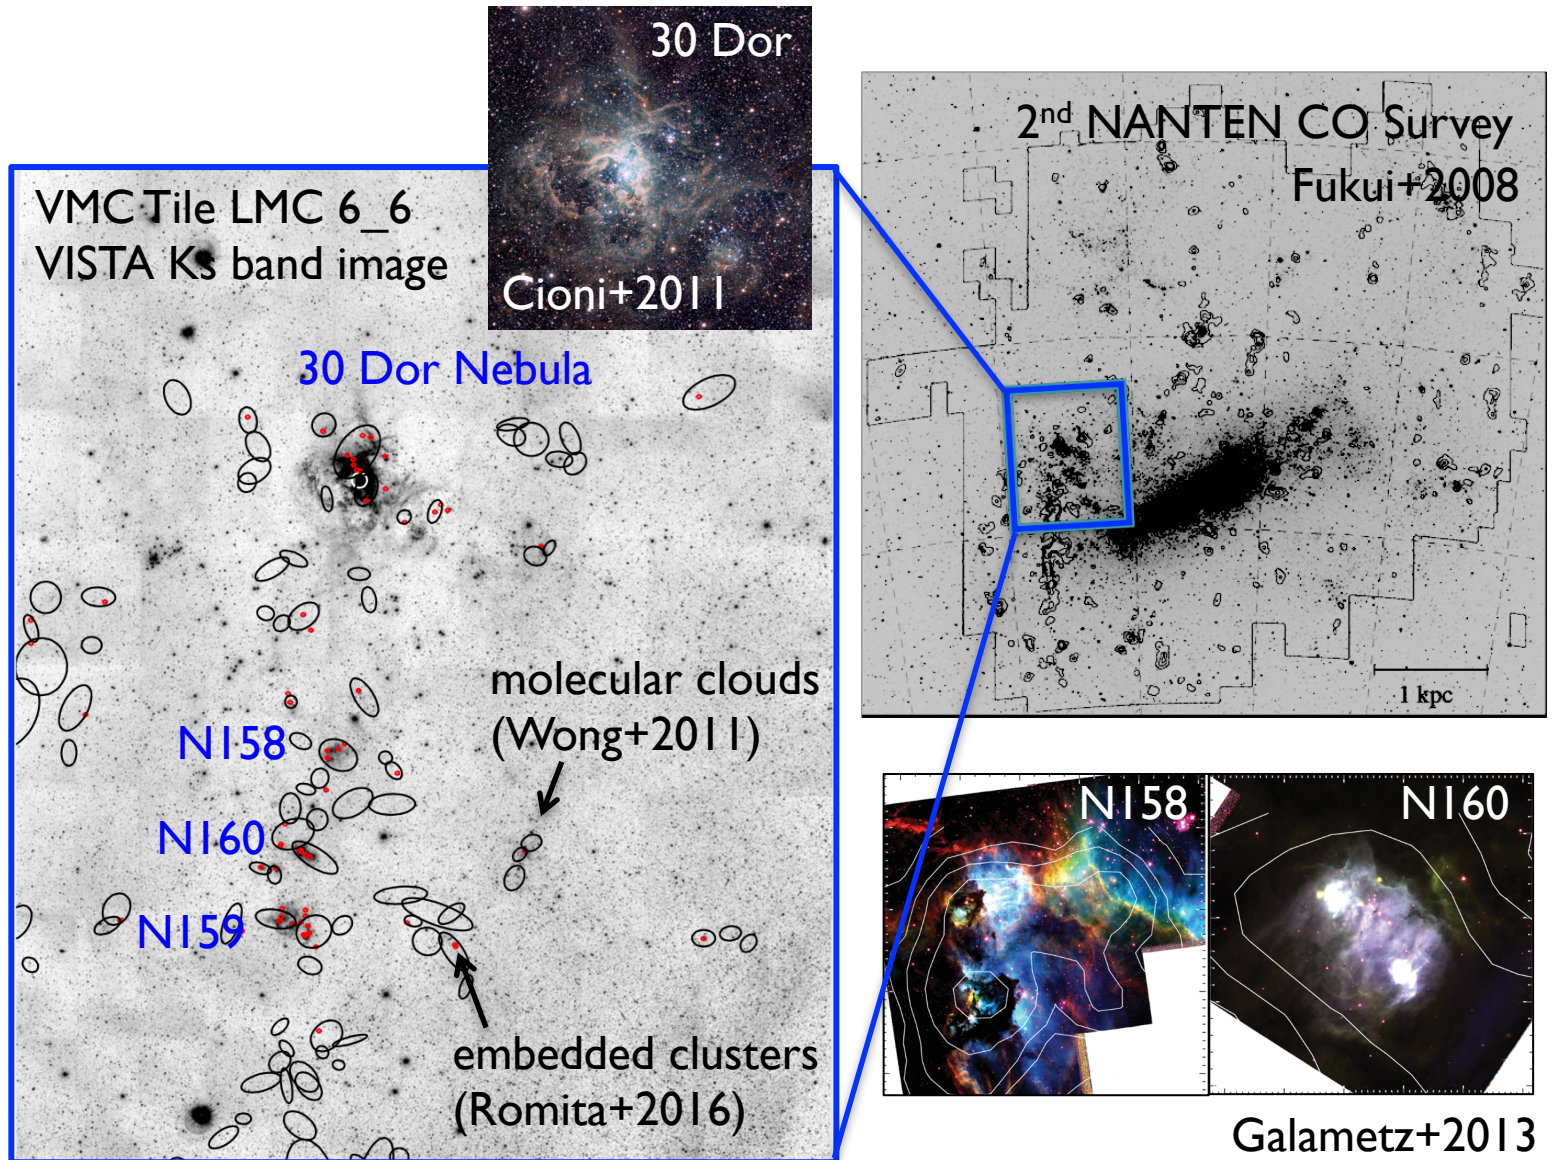 30 Dor
Cioni+2011
VMC Tile LMC 6_6
VISTA Ks band image
30 Dor Nebula
molecular clouds
(Wong+2011)
N158
N160
N159
embedded clusters
(Romita+2016)
2nd NANTEN CO Survey
Fukui+2008
1 kpc
N158
N160
Galametz+2013